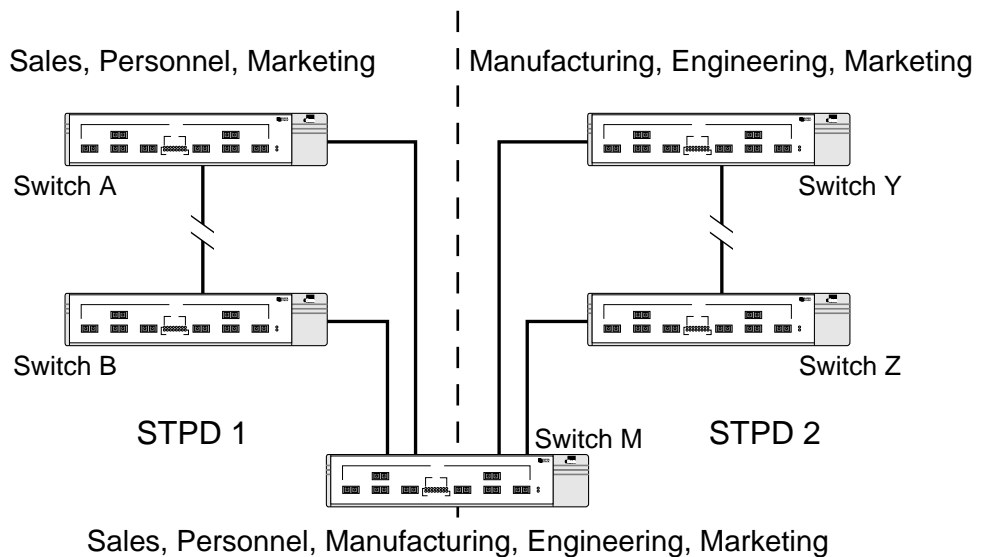 Sales, Personnel, Marketing
Manufacturing, Engineering, Marketing
Switch A
Switch Y
Switch B
Switch Z
STPD 1
Switch M
STPD 2
Sales, Personnel, Manufacturing, Engineering, Marketing